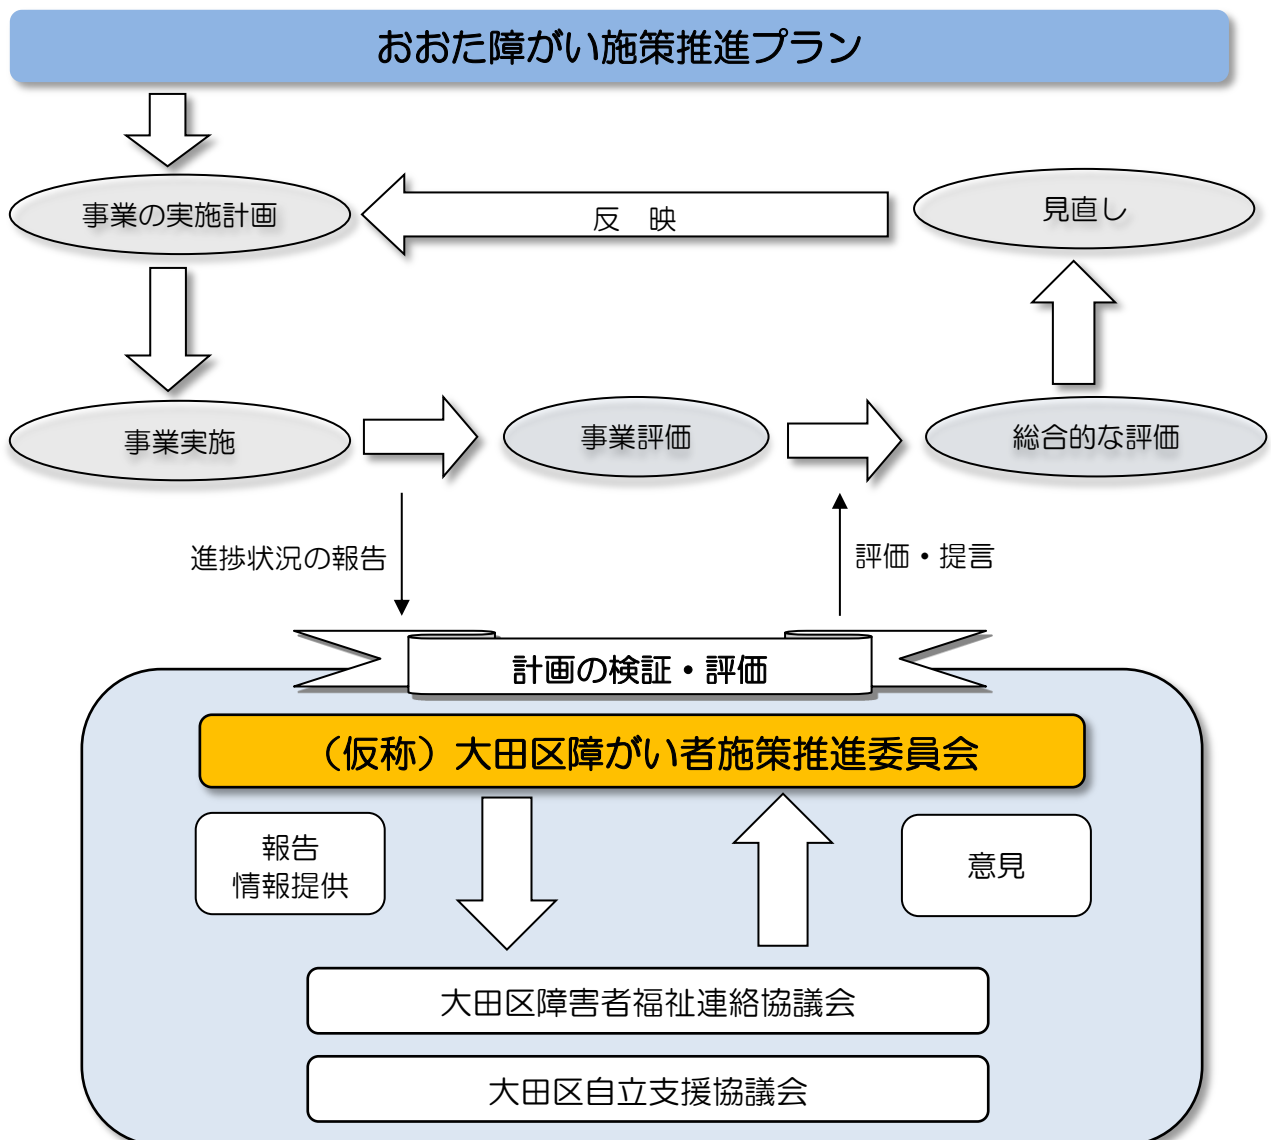 おおた障がい施策推進プラン
事業の実施計画
反　映
見直し
事業実施
事業評価
総合的な評価
進捗状況の報告
評価・提言
計画の検証・評価
（仮称）大田区障がい者施策推進委員会
報告
情報提供
意見
大田区障害者福祉連絡協議会
大田区自立支援協議会